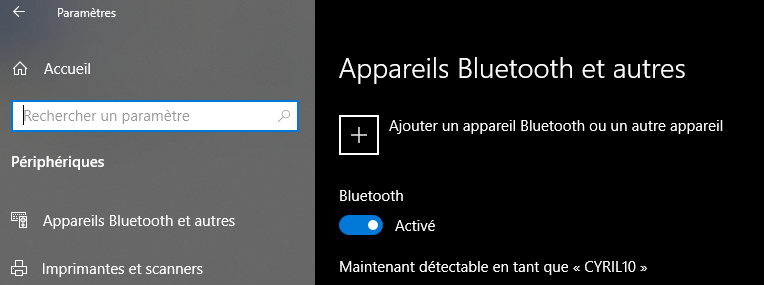 Paramètres
Accueil
Rechercher un paramètre
Périphériques
Appareils Bluetooth et autres
Imprimantes et scanners
Appareils Bluetooth et autres
Ajouter un appareil Bluetooth ou un autre appareil
Bluetooth
Activé
Maintenant détectable en tant que « CYRIL10 »